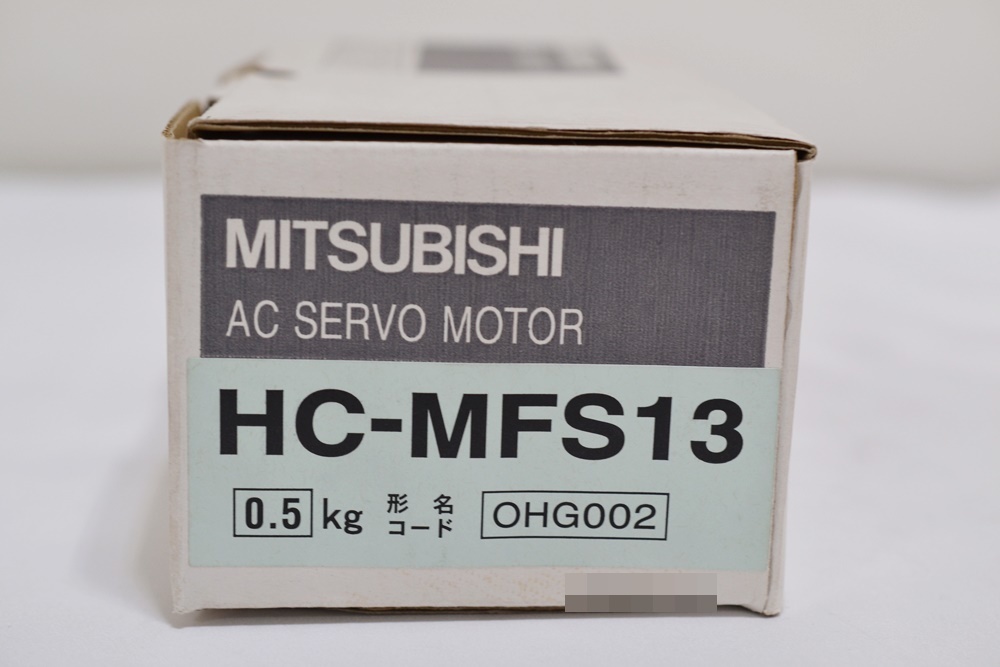 MITSUBISHI
AC SERVO MOTOR
HC-MFS13
0.5 kg 形名コード OHG002